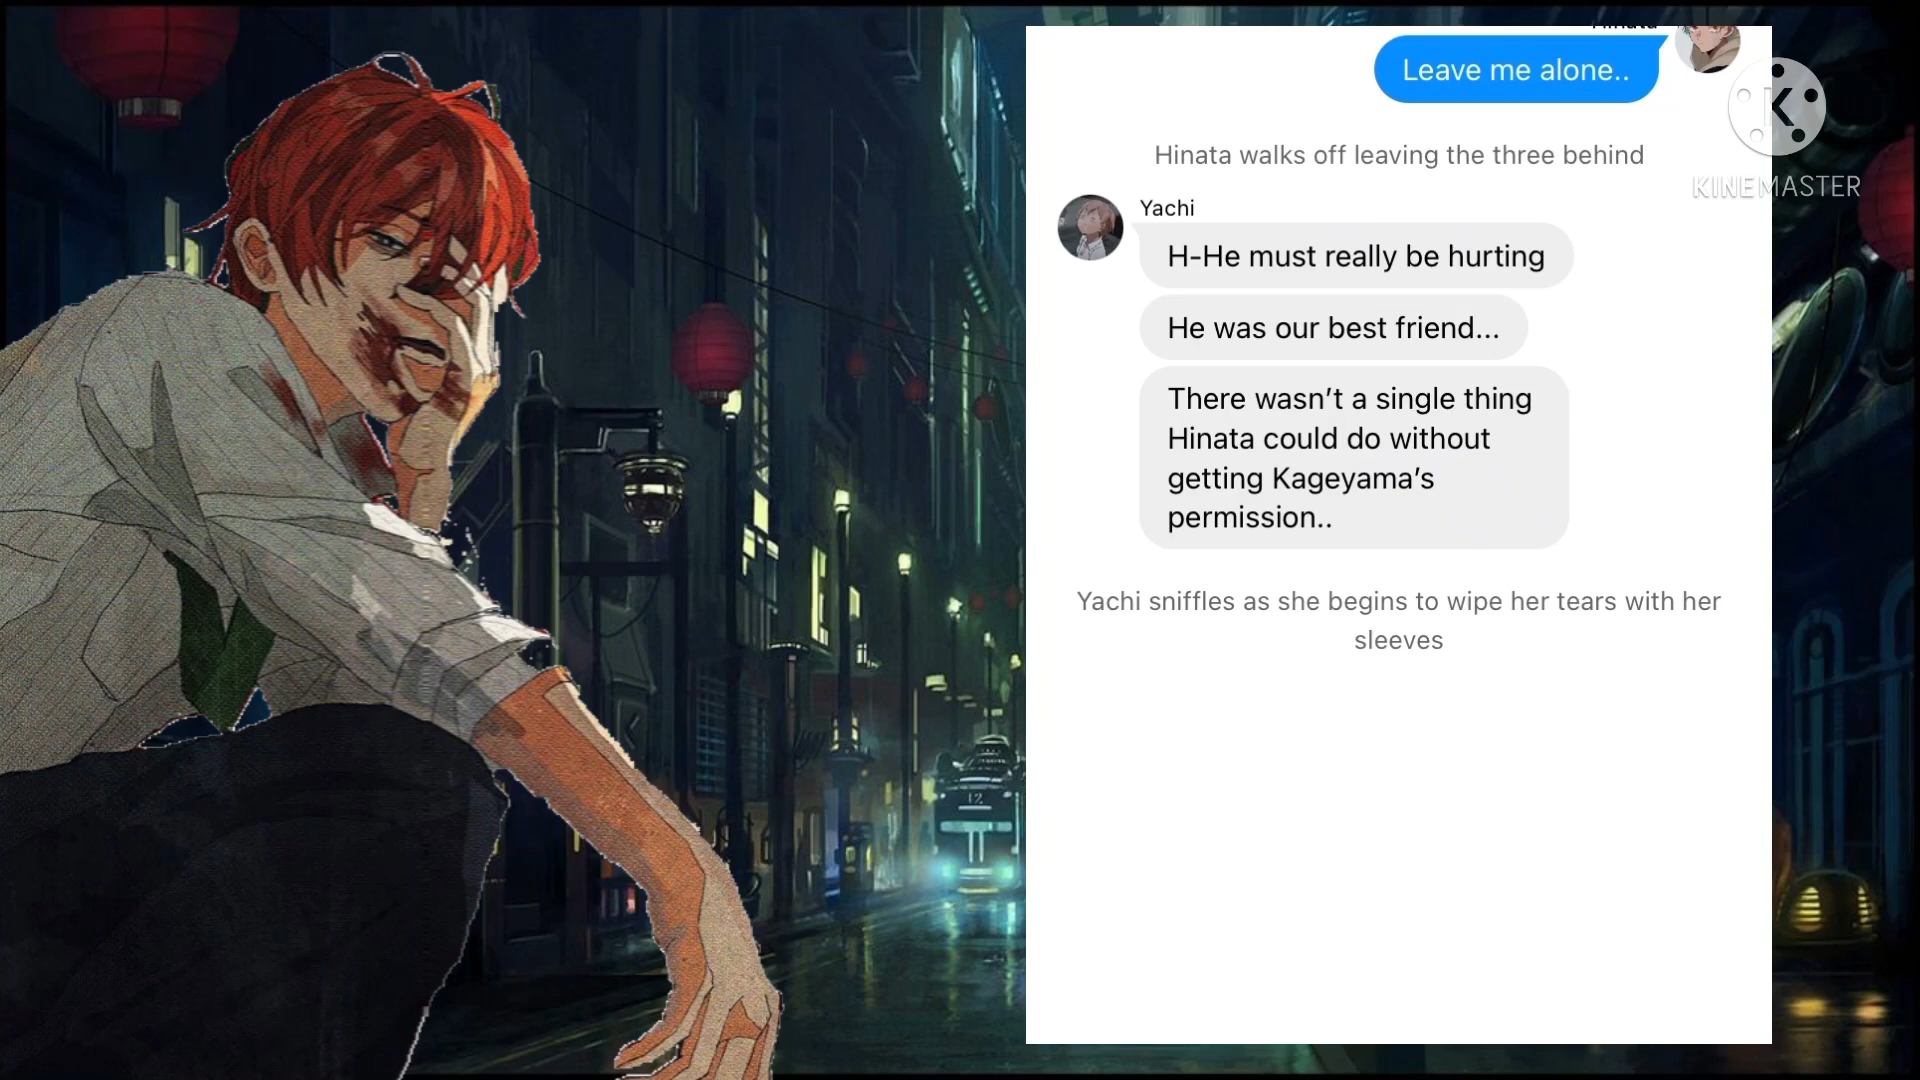 Leave me alone..
Hinata walks off leaving the three behind
Yachi
H-He must really be hurting
He was our best friend...
There wasn’t a single thing
Hinata could do without
getting Kageyama’s
permission..
Yachi sniffles as she begins to wipe her tears with her
sleeves
K
KINEMASTER
12